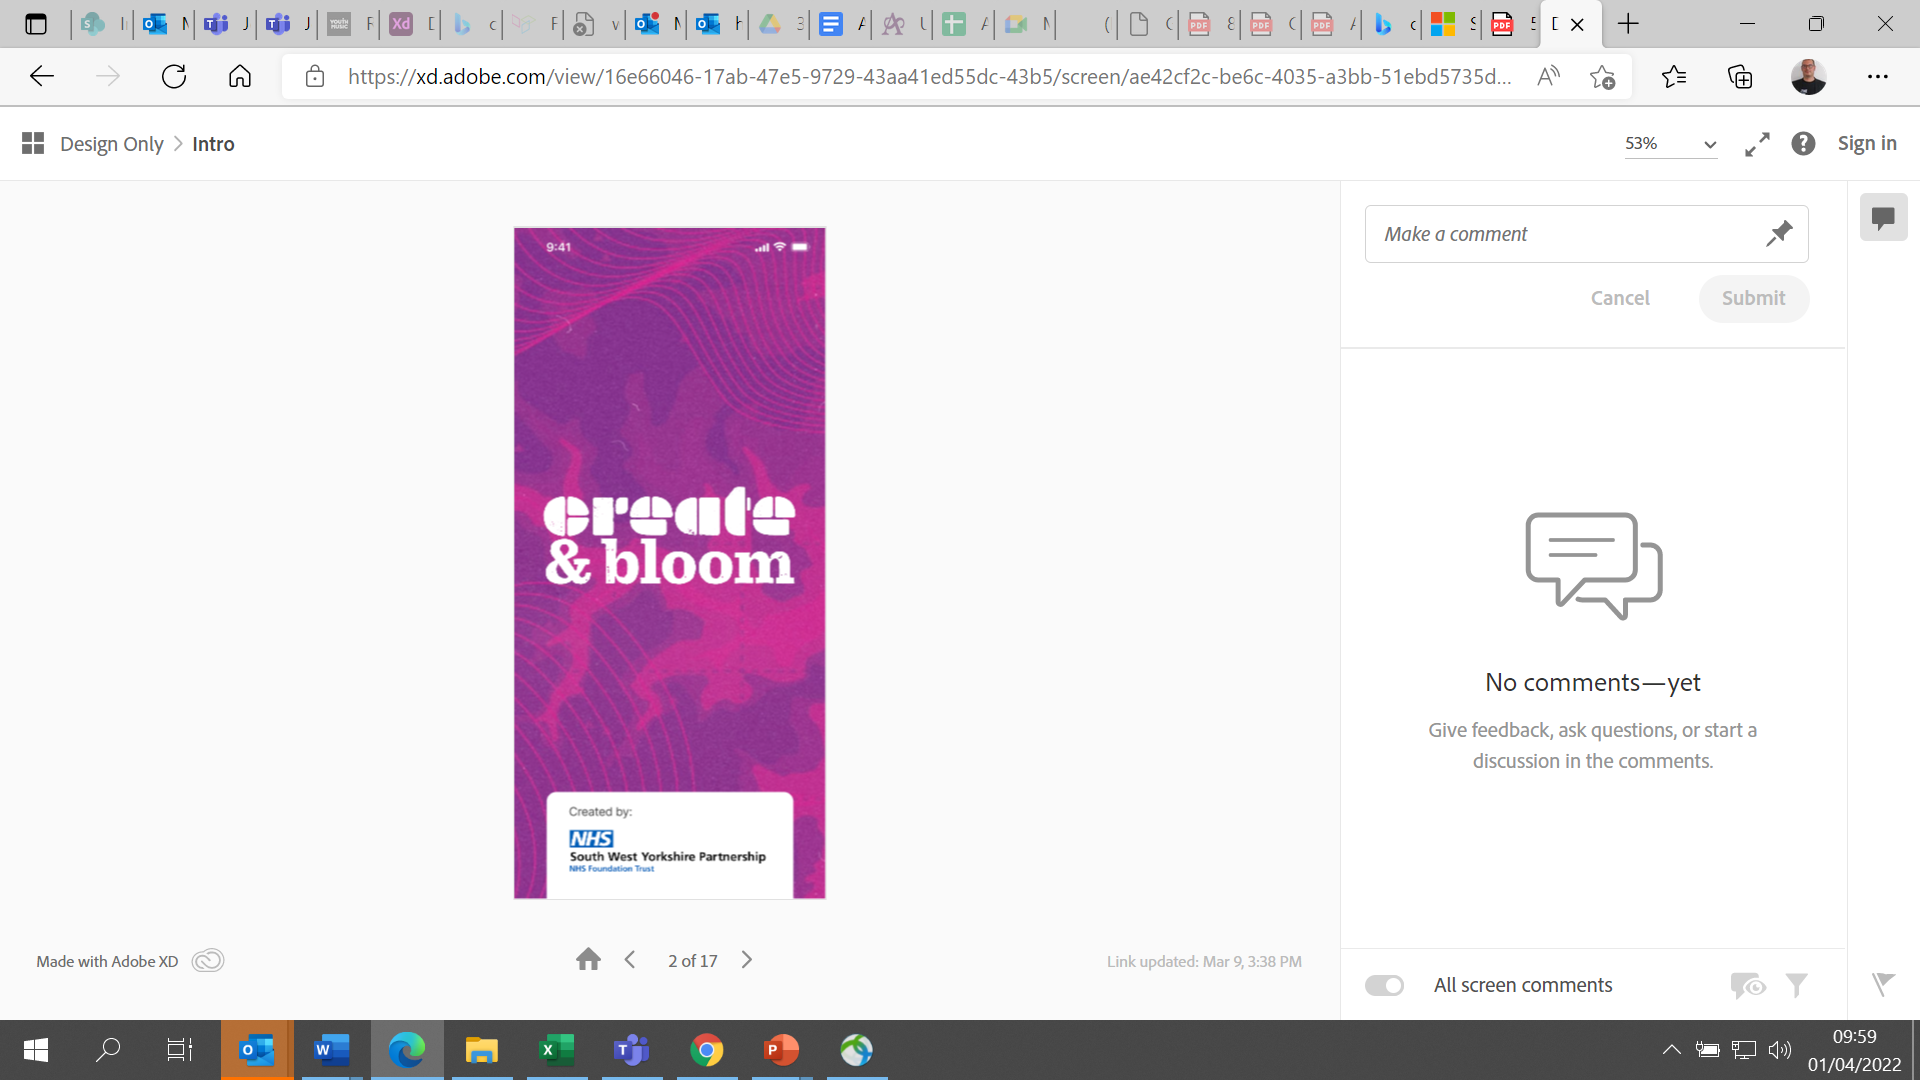 https://xd.adobe.com/view/16e66046-17ab-47e5-9729-43aa41ed55dc-43b5/screen/ae42cf2c-be6c-4035-a3bb-51ebd5735d...
Design Only > Intro
53%
Sign in
Make a comment
Cancel
Submit
9:41
create
& bloom
Created by:
NHS
South West Yorkshire Partnership
NHS Foundation Trust
No comments—yet
Give feedback, ask questions, or start a
discussion in the comments.
Made with Adobe XD
2 of 17
Link updated: Mar 9, 3:38 PM
All screen comments
09:59
01/04/2022